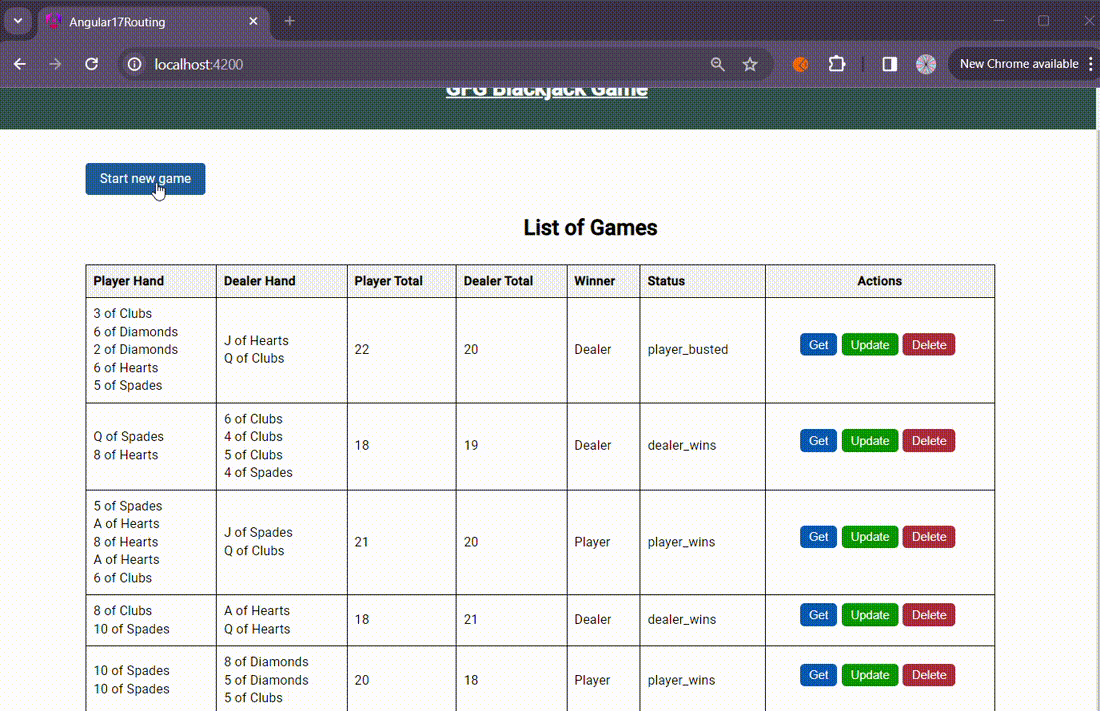 Angular17Routing
localhost:4200
New Chrome available
GFG Blackjack Game
Start new game
List of Games
Player Hand Dealer Hand Player Total Dealer Total Winner Status Actions
3 of Clubs
6 of Diamonds
2 of Diamonds
6 of Hearts
5 of Spades
J of Hearts
Q of Clubs
22 20 Dealer player_busted Get Update Delete
Q of Spades
8 of Hearts
6 of Clubs
4 of Clubs
5 of Clubs
4 of Spades
18 19 Dealer dealer_wins Get Update Delete
5 of Spades
A of Hearts
8 of Hearts
A of Hearts
6 of Clubs
J of Spades
Q of Clubs
21 20 Player player_wins Get Update Delete
8 of Clubs
10 of Spades
A of Hearts
Q of Hearts
18 21 Dealer dealer_wins Get Update Delete
10 of Spades
10 of Spades
8 of Diamonds
5 of Diamonds
5 of Clubs
20 18 Player player_wins Get Update Delete